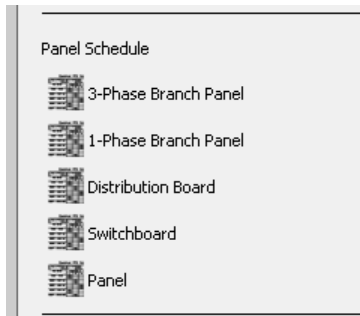 Panel Schedule
3-Phase Branch Panel
1-Phase Branch Panel
Distribution Board
Switchboard
Panel